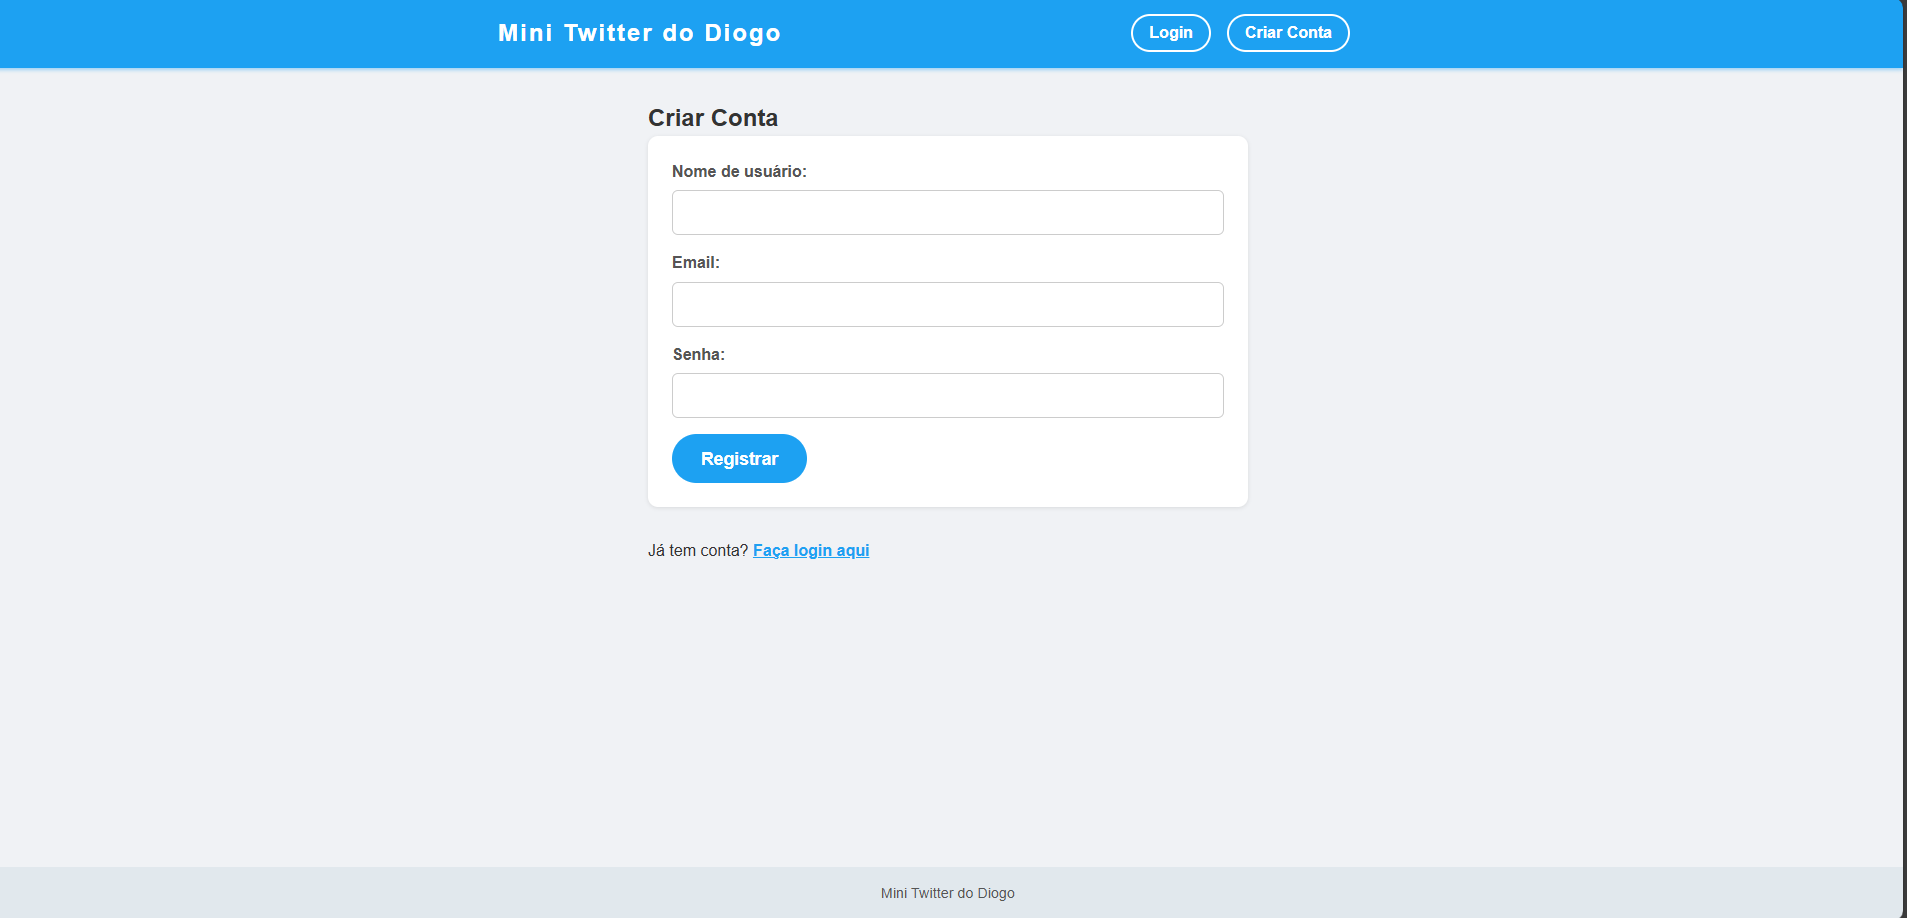 Mini Twitter do Diogo
Login
Criar Conta
Criar Conta
Nome de usuário:
Email:
Senha:
Registrar
Já tem conta? Faça login aqui
Mini Twitter do Diogo